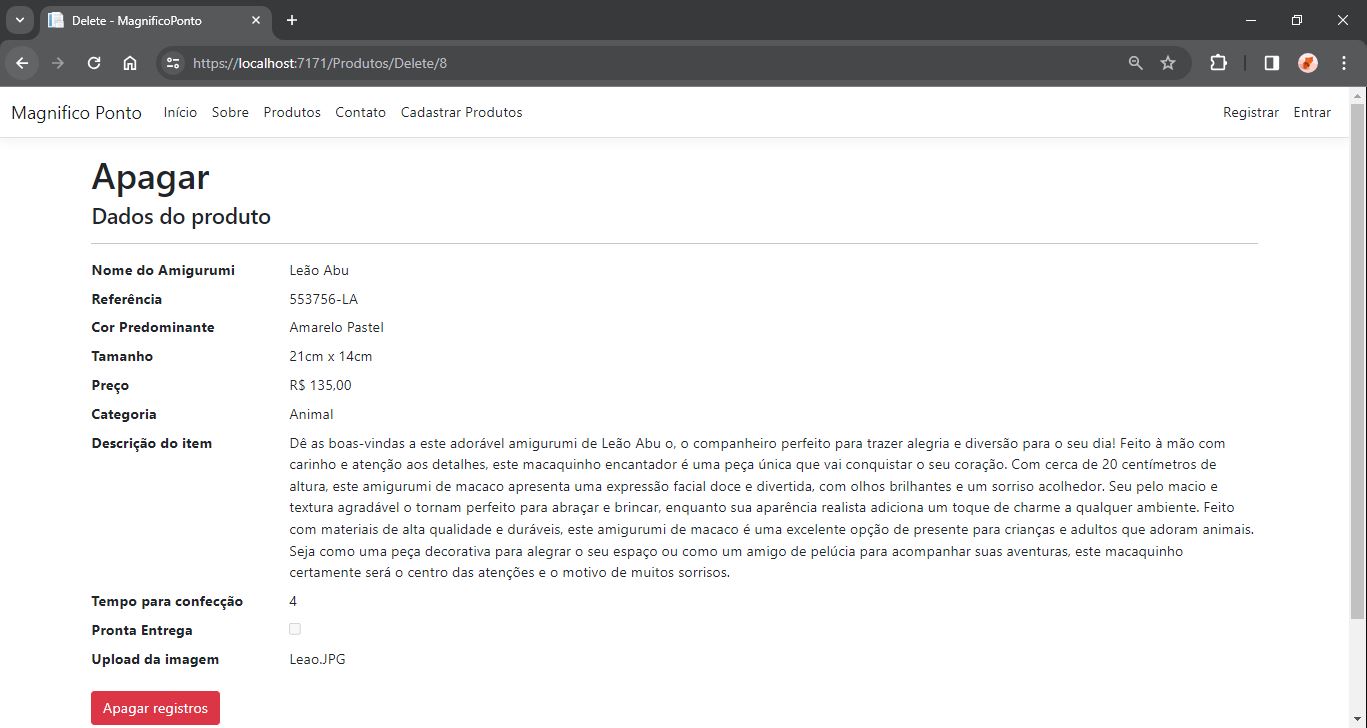 Delete - MagnificoPonto
https://localhost:7171/Produtos/Delete/8
Magnifico Ponto Início Sobre Produtos Contato Cadastrar Produtos Registrar Entrar
Apagar
Dados do produto
Nome do Amigurumi Leão Abu
Referência 553756-LA
Cor Predominante Amarelo Pastel
Tamanho 21cm x 14cm
Preço R$ 135,00
Categoria Animal
Descrição do item Dê as boas-vindas a este adorável amigurumi de Leão Abu o, o companheiro perfeito para trazer alegria e diversão para o seu dia! Feito à mão com
carinho e atenção aos detalhes, este macaquinho encantador é uma peça única que vai conquistar o seu coração. Com cerca de 20 centímetros de
altura, este amigurumi de macaco apresenta uma expressão facial doce e divertida, com olhos brilhantes e um sorriso acolhedor. Seu pelo macio e
textura agradável o tornam perfeito para abraçar e brincar, enquanto sua aparência realista adiciona um toque de charme a qualquer ambiente. Feito
com materiais de alta qualidade e duráveis, este amigurumi de macaco é uma excelente opção de presente para crianças e adultos que adoram animais.
Seja como uma peça decorativa para alegrar o seu espaço ou como um amigo de pelúcia para acompanhar suas aventuras, este macaquinho
certamente será o centro das atenções e o motivo de muitos sorrisos.
Tempo para confecção 4
Pronta Entrega
Upload da imagem Leao.JPG
Apagar registros